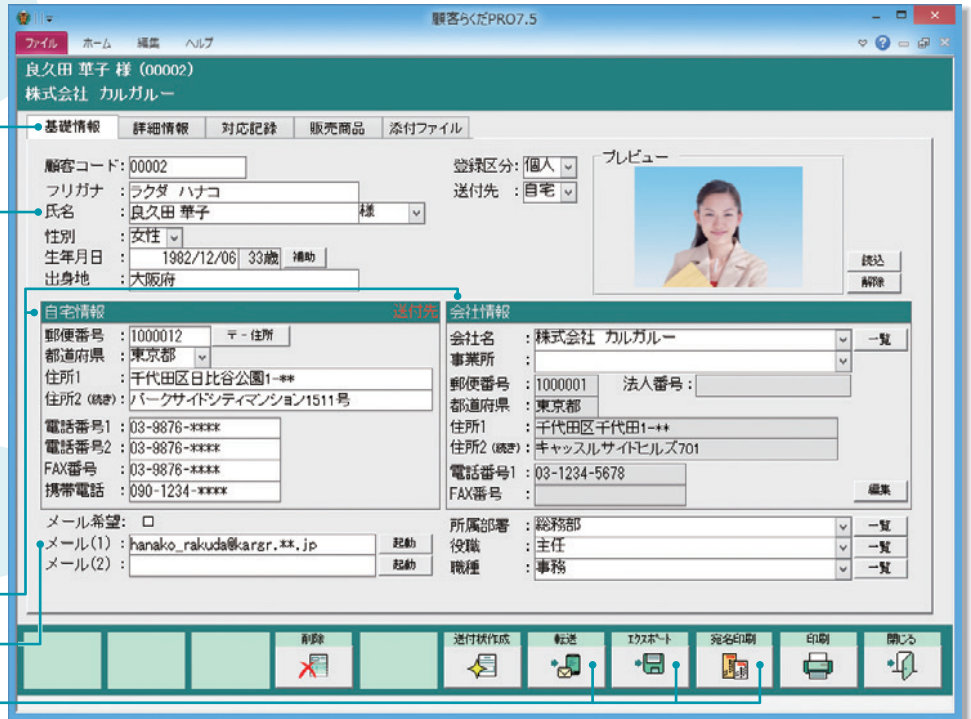 顧客らくだPRO7.5
ファイル ホーム 編集 ヘルプ
良久田 華子 様 (00002)
株式会社 カルガルー
基礎情報 詳細情報 対応記録 販売商品 添付ファイル
顧客コード: 00002
フリガナ : ラクダ ハナコ
氏名 : 良久田 華子 様
性別 : 女性
生年月日 : 1982/12/06 33歳 補助
出身地 : 大阪府
登録区分: 個人
送付先 : 自宅
プレビュー
読込
解除
自宅情報 送付先
郵便番号 : 1000012 〒-住所
都道府県 : 東京都
住所1 : 千代田区日比谷公園1-**
住所2 (続き): パークサイドシティマンション1511号
電話番号1 : 03-9876-****
電話番号2 : 03-9876-****
FAX番号 : 03-9876-****
携帯電話 : 090-1234-****
メール希望:
メール(1) : hanako_rakuda@kargr.**.jp 起動
メール(2) : 起動
会社情報
会社名 : 株式会社 カルガルー 一覧
事業所 :
郵便番号 : 1000001 法人番号:
都道府県 : 東京都
住所1 : 千代田区千代田1-**
住所2 (続き): キャッスルサイドヒルズ701
電話番号1 : 03-1234-5678
FAX番号 : 編集
所属部署 : 総務部 一覧
役職 : 主任 一覧
職種 : 事務 一覧
削除 送付状作成 転送 エクスポート 宛名印刷 印刷 閉じる